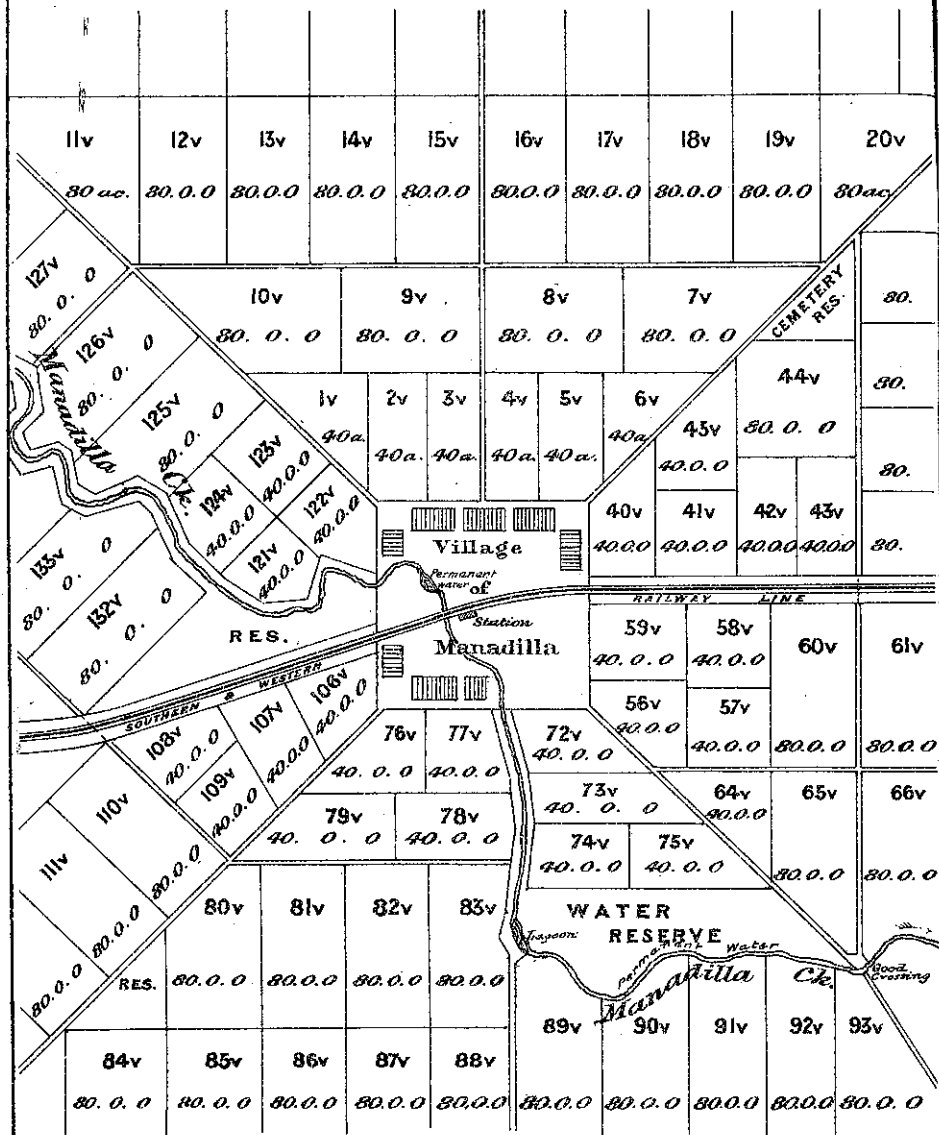 11v 12v 13v 14v 15v 16v 17v 18v 19v 20v
80 ac. 80.0.0 80.0.0 80.0.0 80.0.0 80.0.0 80.0.0 80.0.0 80.0.0 80 ac
127v
80. 0. 0
126v
80. 0. 0
125v
80. 0. 0
123v
40.0.0
124v
40.0.0
122v
40.0.0
121v
40.0.0
Manadilla Ck.
10v 9v 8v 7v
80. 0. 0 80. 0. 0 80. 0. 0 80. 0. 0
CEMETERY
RES.
80.
80.
80.
80.
1v 2v 3v 4v 5v 6v
40a. 40a. 40a. 40a. 40a. 40a
44v
80. 0. 0
43v
40.0.0
40v 41v 42v 43v
40.0.0 40.0.0 40.0.0 40.0.0
Village
of
Manadilla
Permanent
water
Station
RAILWAY LINE
133v
80. 0. 0
132v
80. 0. 0
RES.
SOUTHERN & WESTERN
59v 58v 60v 61v
40. 0. 0 40.0.0
56v 57v
40.0.0 40.0.0 80.0.0 80.0.0
106v
40.0.0
107v
40.0.0
108v
40.0.0
109v
40.0.0
110v
80.0.0
111v
80.0.0
80.0.0
76v 77v 72v
40. 0. 0 40.0.0 40.0.0
79v 78v 73v
40. 0. 0 40.0.0 40. 0. 0
74v 75v
40.0.0 40. 0. 0
64v 65v 66v
40.0.0 80.0.0 80.0.0
80v 81v 82v 83v
RES. 80.0.0 80.0.0 80.0.0 80.0.0
WATER
RESERVE
Lagoon
Permanent Water
Manadilla Ck.
Good
Crossing
89v 90v 91v 92v 93v
84v 85v 86v 87v 88v
80. 0. 0 80. 0. 0 80.0.0 80.0.0 80.0.0 80.0.0 80.0.0 80.0.0 80.0.0 80. 0. 0